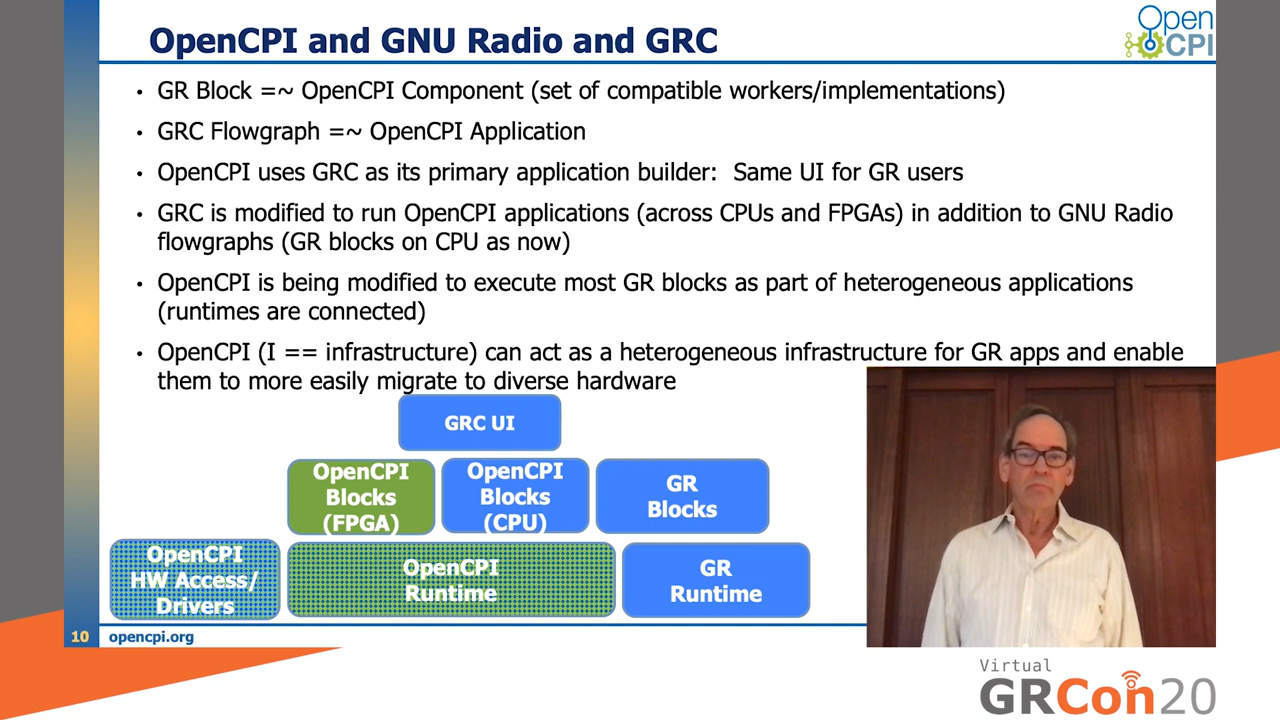 OpenCPI and GNU Radio and GRC
Open
CPI
• GR Block =~ OpenCPI Component (set of compatible workers/implementations)
• GRC Flowgraph =~ OpenCPI Application
• OpenCPI uses GRC as its primary application builder:  Same UI for GR users
• GRC is modified to run OpenCPI applications (across CPUs and FPGAs) in addition to GNU Radio
flowgraphs (GR blocks on CPU as now)
• OpenCPI is being modified to execute most GR blocks as part of heterogeneous applications
(runtimes are connected)
• OpenCPI (I == infrastructure) can act as a heterogeneous infrastructure for GR apps and enable
them to more easily migrate to diverse hardware
GRC UI
OpenCPI
Blocks
(FPGA)
OpenCPI
Blocks
(CPU)
GR
Blocks
OpenCPI
HW Access/
Drivers
OpenCPI
Runtime
GR
Runtime
10
opencpi.org
Virtual
GRCon20